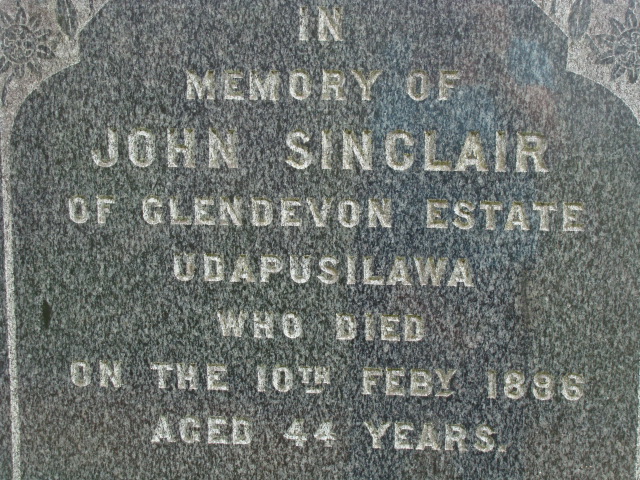 IN
MEMORY OF
JOHN SINCLAIR
OF GLENDEVON ESTATE
UDAPUSILAWA
WHO DIED
ON THE 10TH FEBY 1896
AGED 44 YEARS.